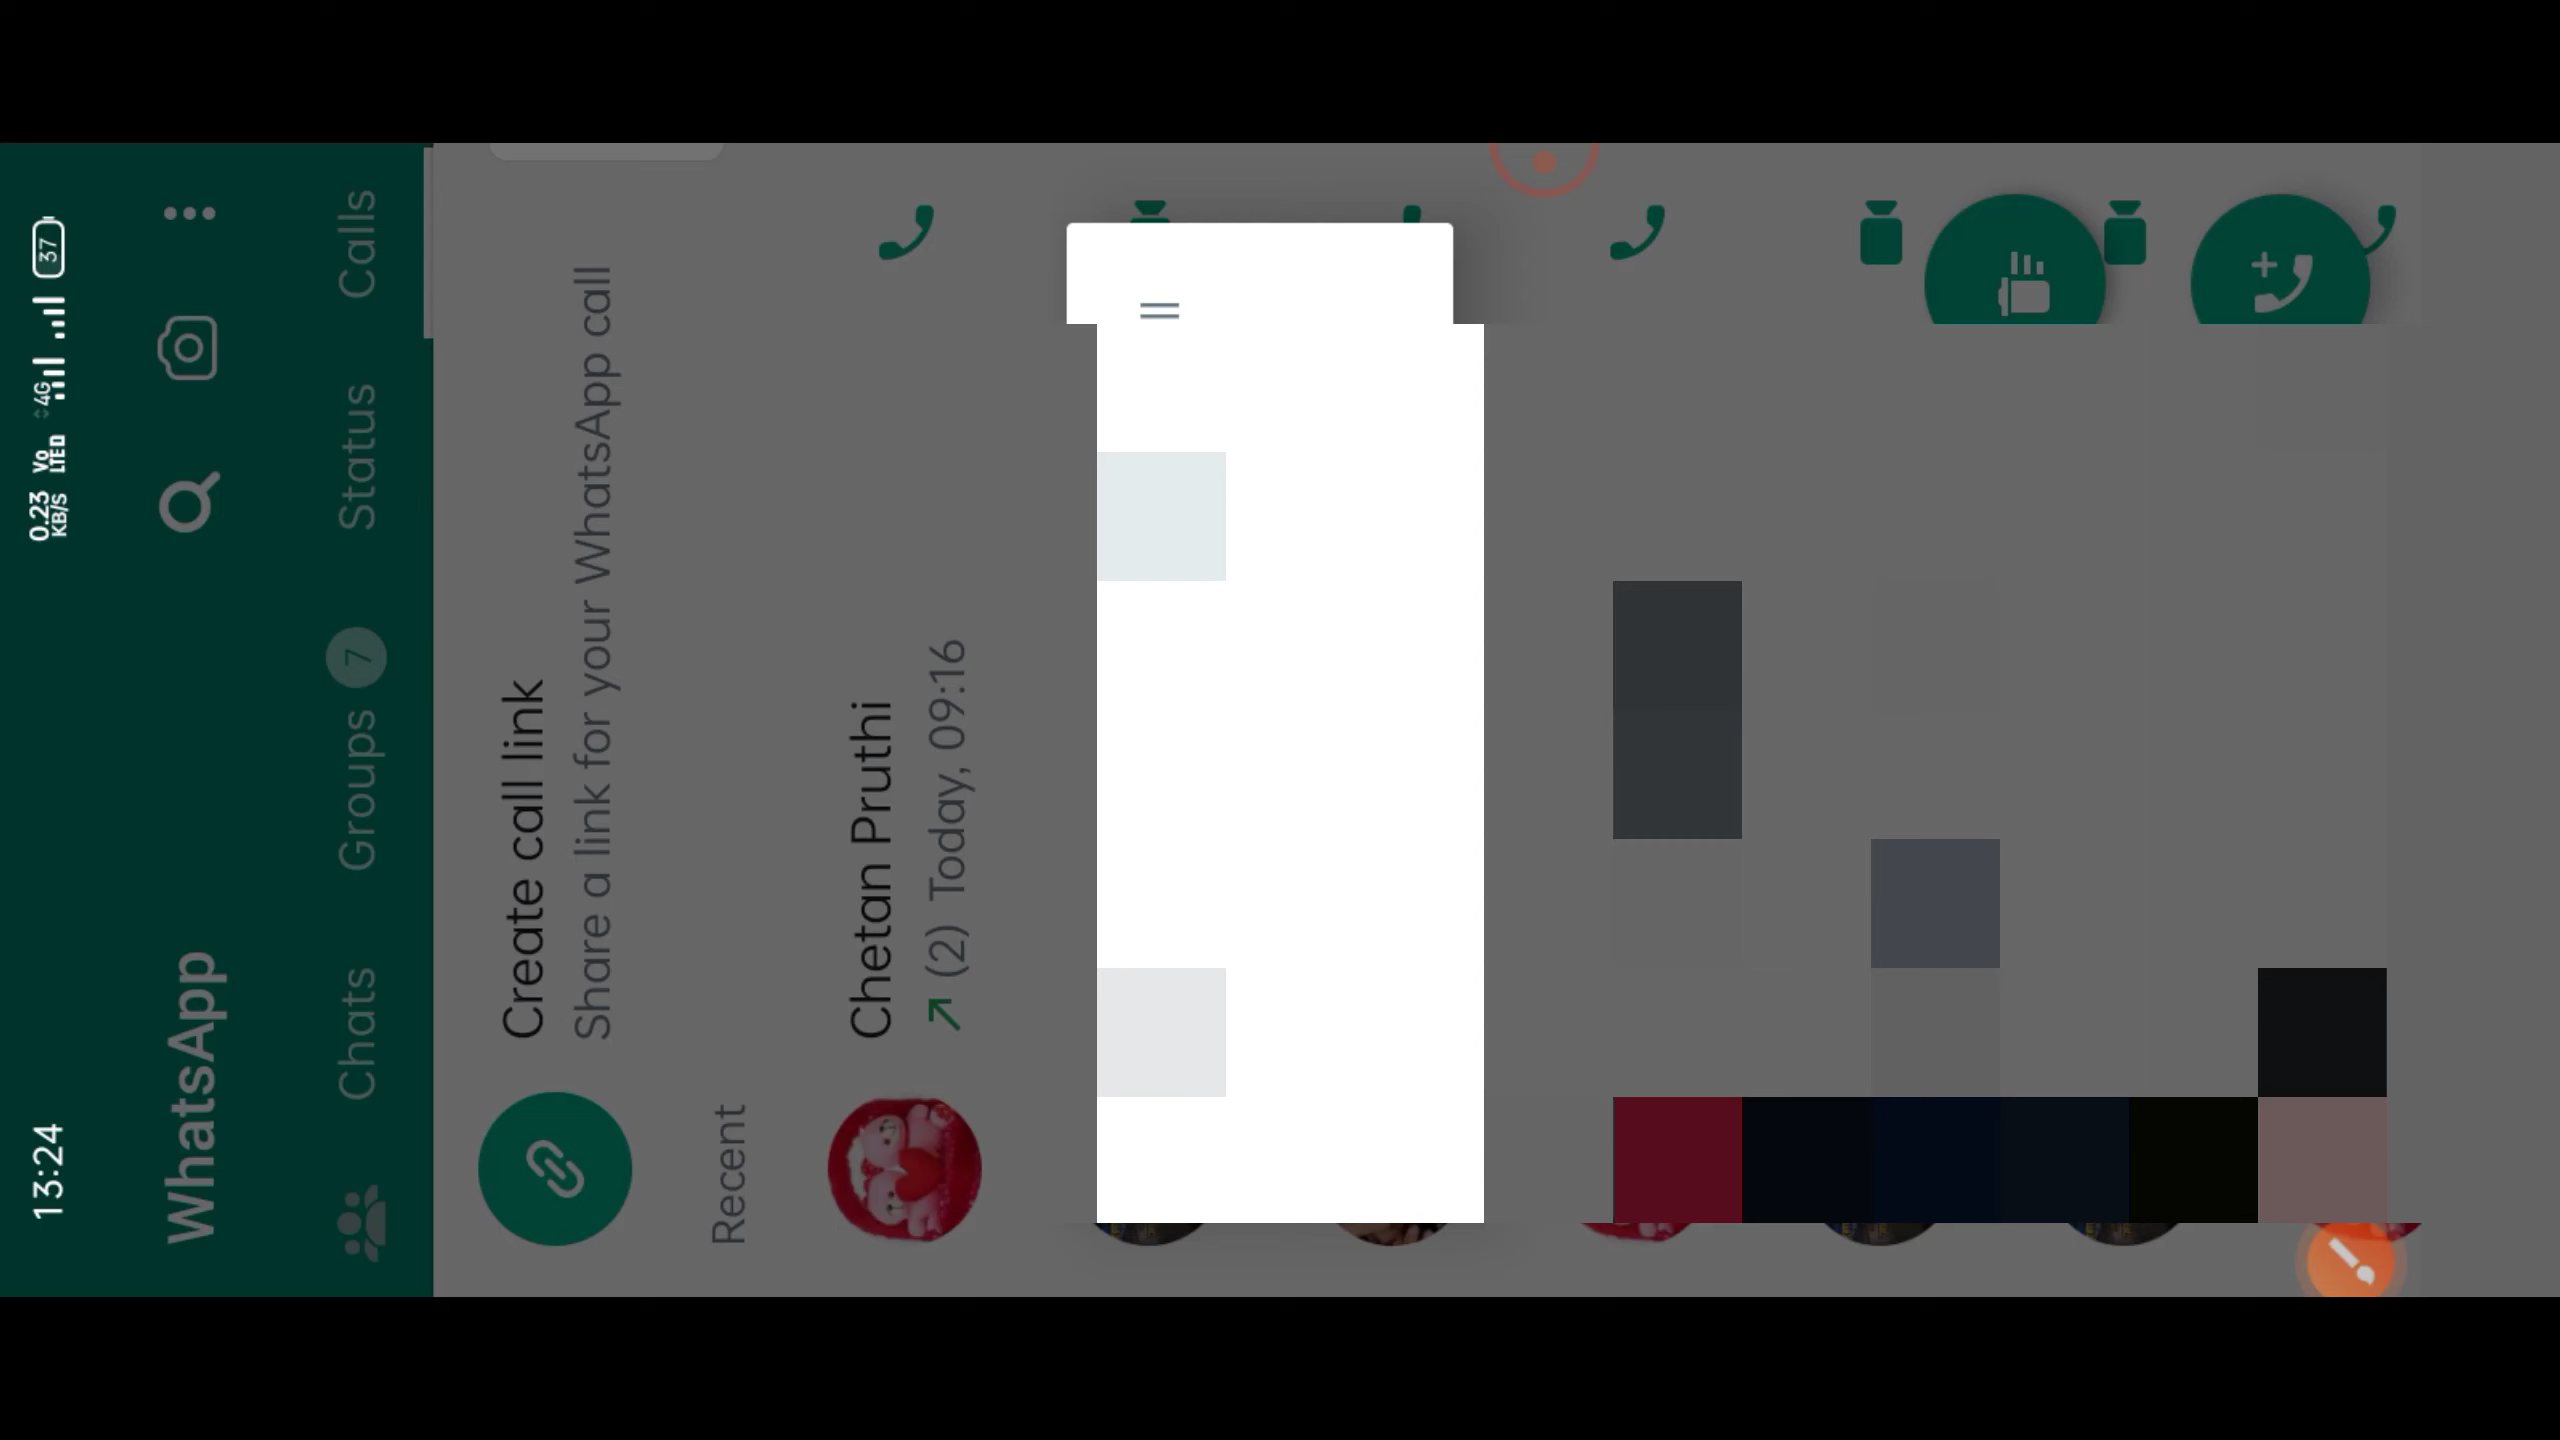 13:24
0.23 KB/S Vo LTED 4G 37
WhatsApp
Chats Groups 7 Status Calls
Create call link
Share a link for your WhatsApp call
Recent
Chetan Pruthi
(2) Today, 09:16